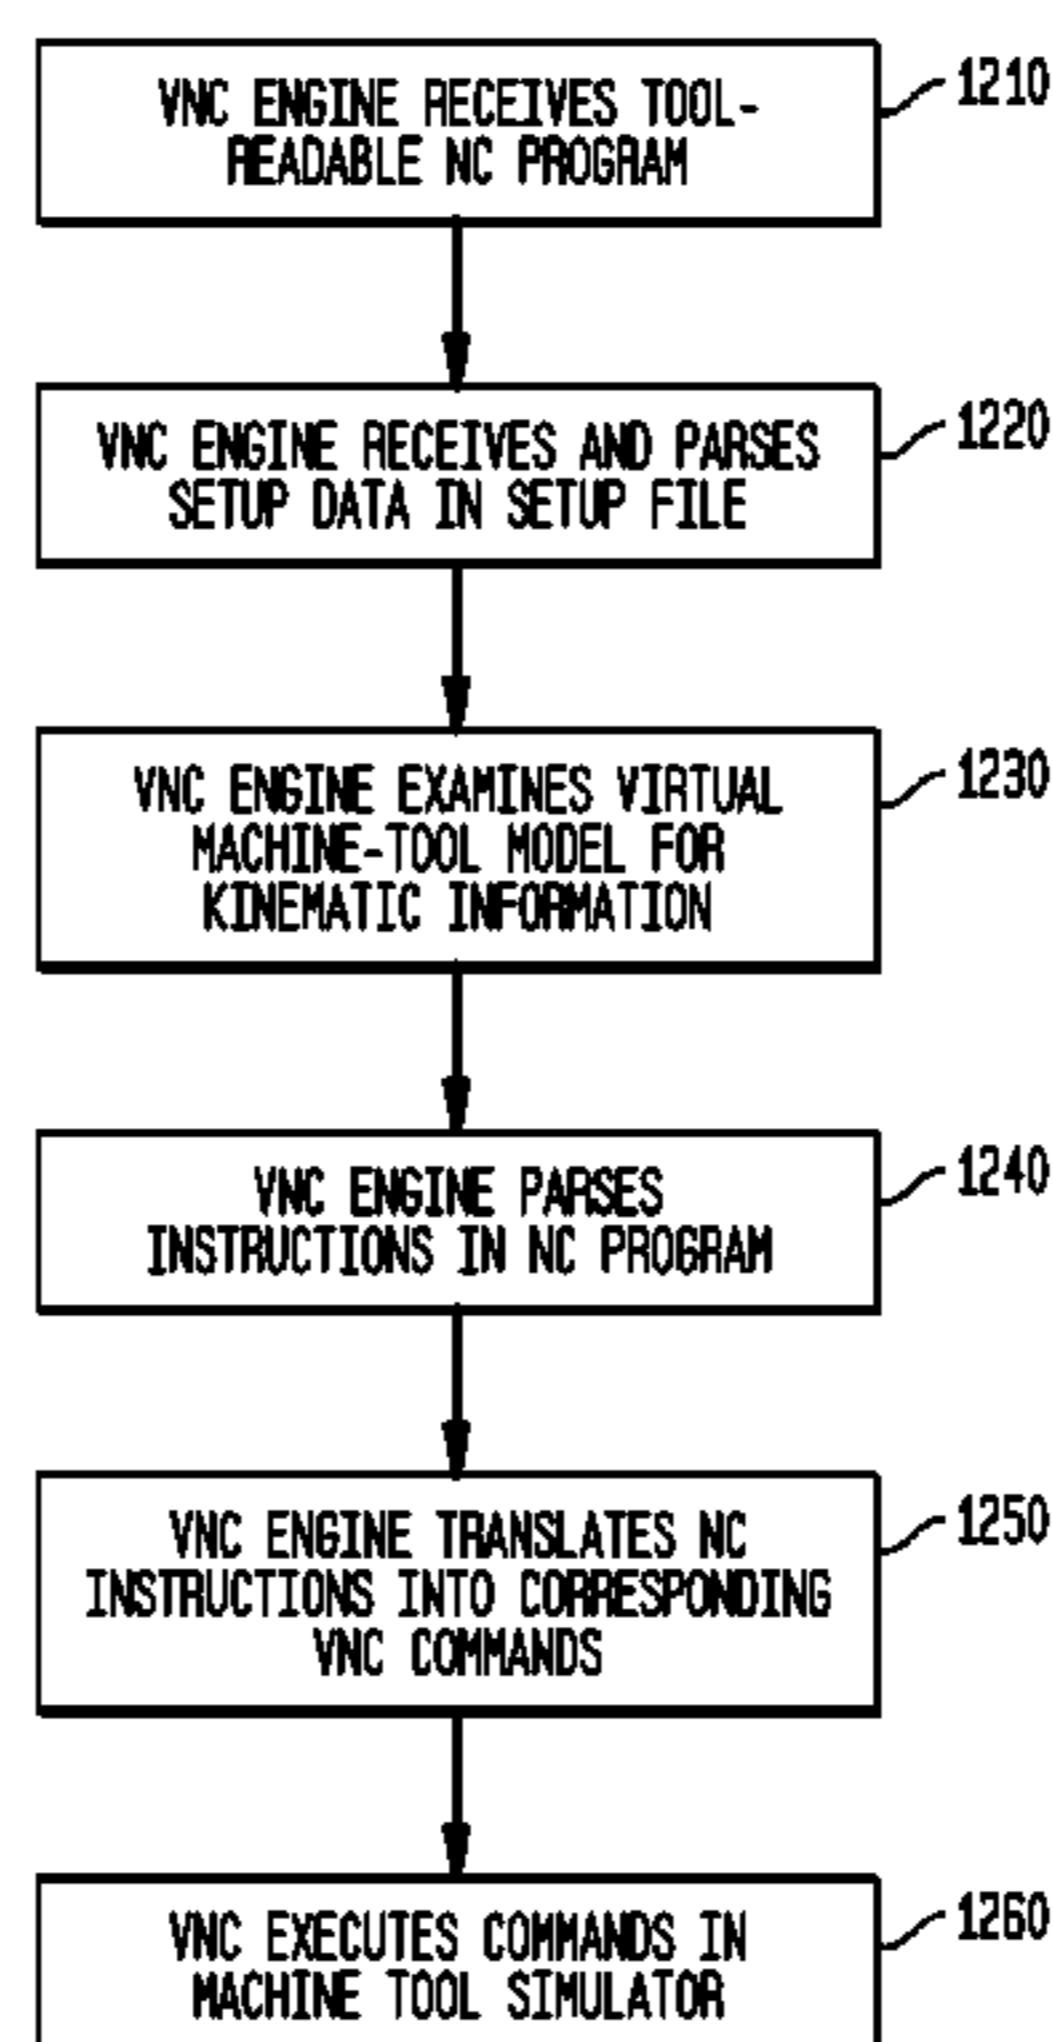 VNC ENGINE RECEIVES TOOL-
READABLE NC PROGRAM
1210
VNC ENGINE RECEIVES AND PARSES
SETUP DATA IN SETUP FILE
1220
VNC ENGINE EXAMINES VIRTUAL
MACHINE-TOOL MODEL FOR
KINEMATIC INFORMATION
1230
VNC ENGINE PARSES
INSTRUCTIONS IN NC PROGRAM
1240
VNC ENGINE TRANSLATES NC
INSTRUCTIONS INTO CORRESPONDING
VNC COMMANDS
1250
VNC EXECUTES COMMANDS IN
MACHINE TOOL SIMULATOR
1260